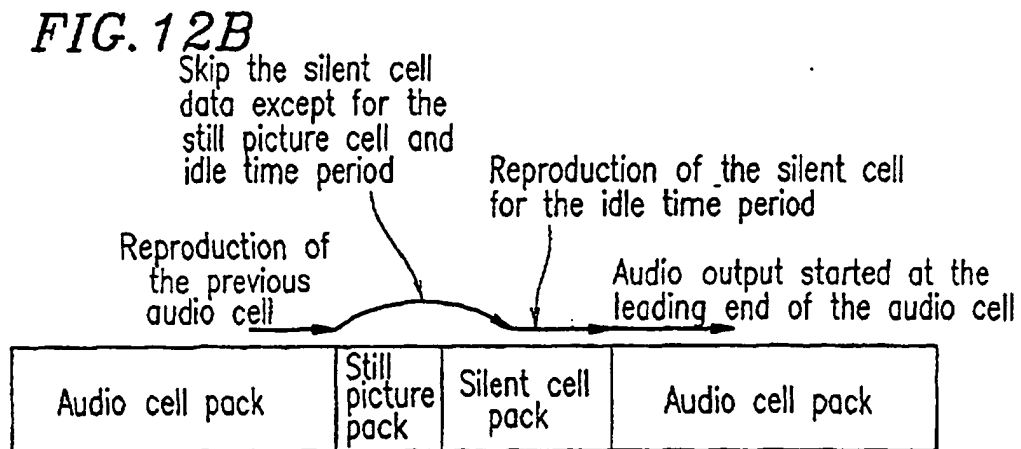 FIG. 12B
Skip the silent cell
data except for the
still picture cell and
idle time period
Reproduction of the silent cell
for the idle time period
Reproduction of
the previous
audio cell
Audio output started at the
leading end of the audio cell
Audio cell pack
Still
picture
pack
Silent cell
pack
Audio cell pack